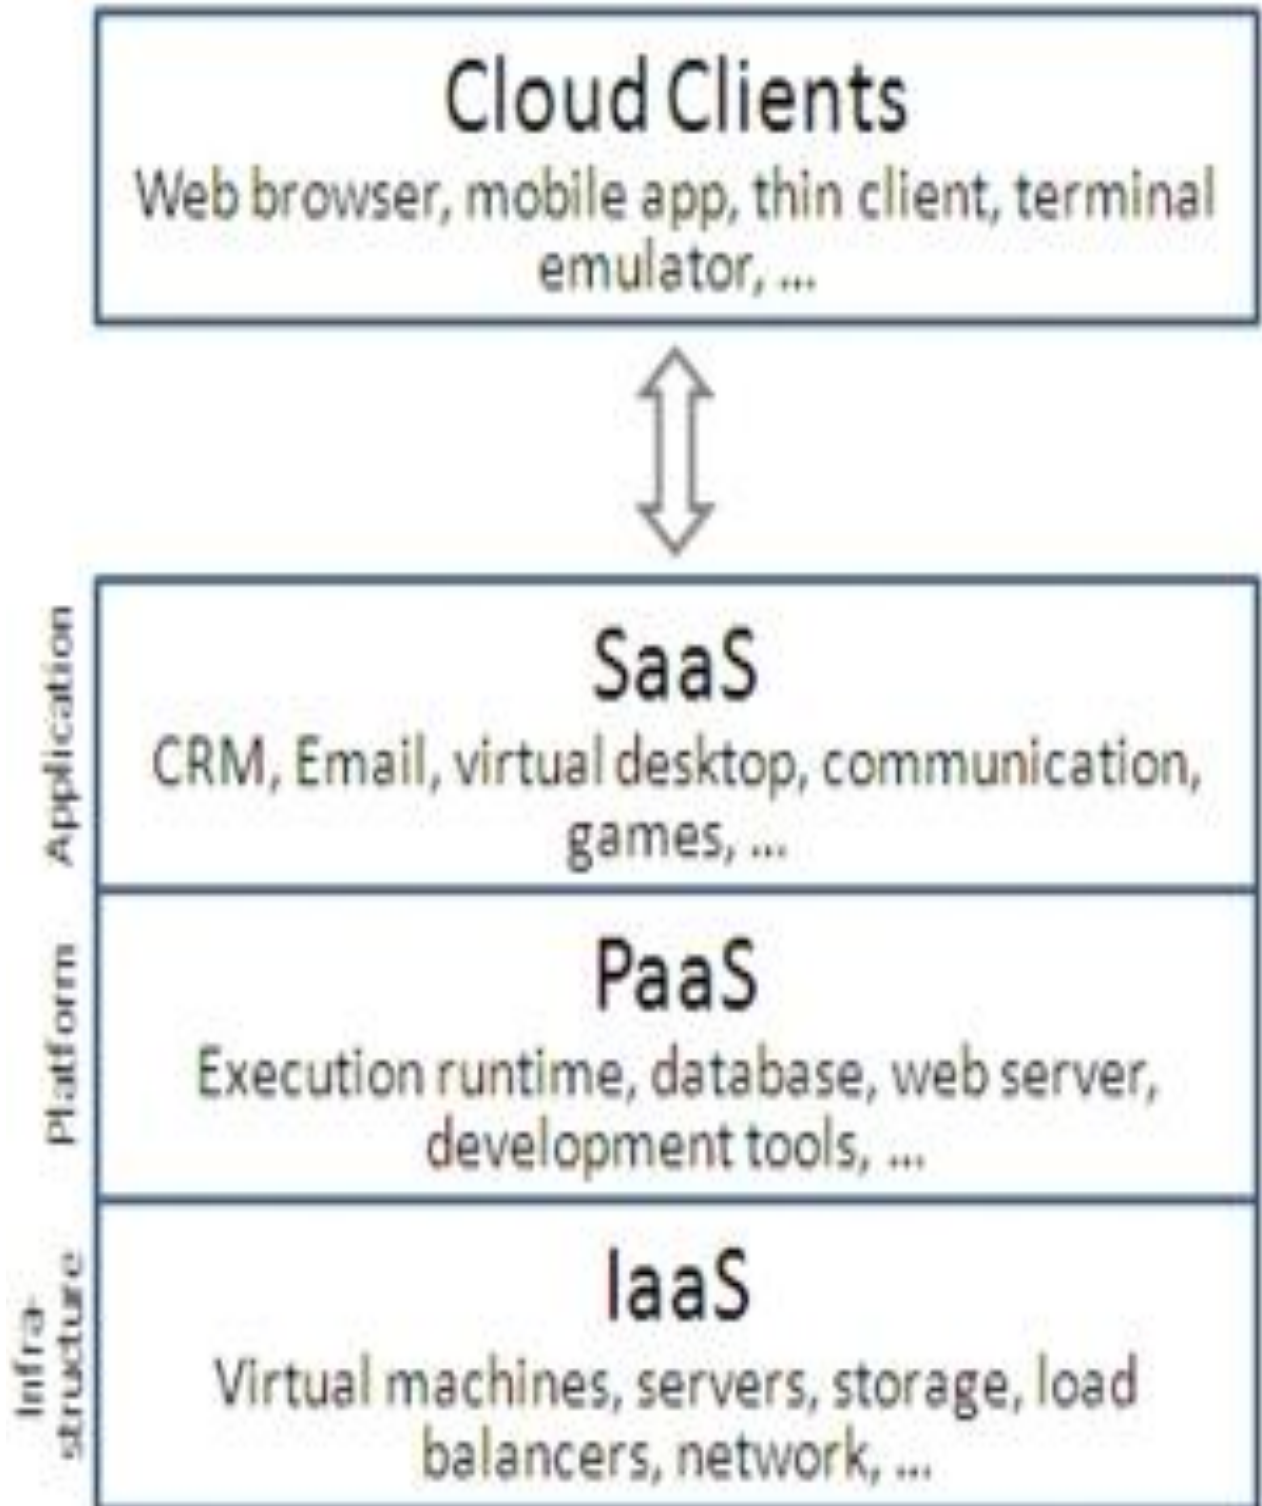 Cloud Clients
Web browser, mobile app, thin client, terminal
emulator, ...
Application
SaaS
CRM, Email, virtual desktop, communication,
games, ...
Platform
PaaS
Execution runtime, database, web server,
development tools, ...
Infra-
structure
IaaS
Virtual machines, servers, storage, load
balancers, network, ...